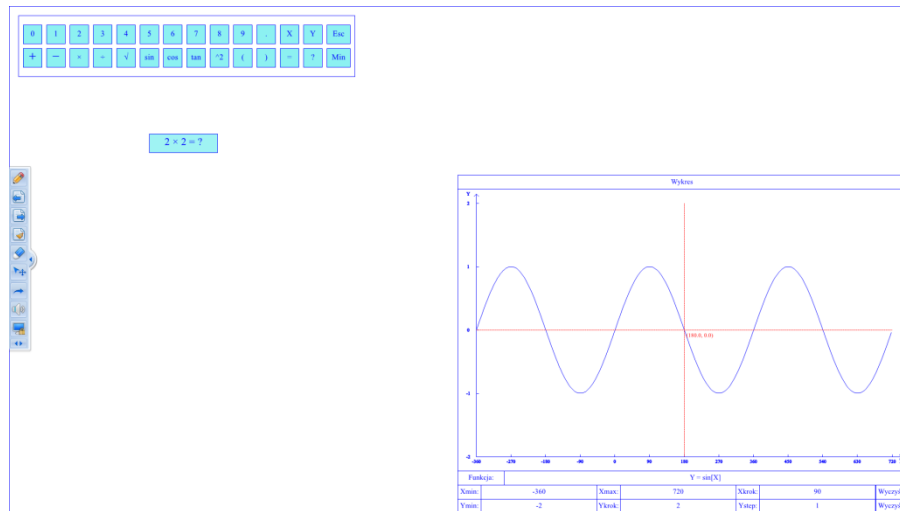 0 1 2 3 4 5 6 7 8 9 . X Y Esc
+ − × ÷ √ sin cos tan ^2 ( ) = ? Min
2 × 2 = ?
Wykres
Y
2
1
0
-1
-2
(180.0, 0.0)
-360 -270 -180 -90 0 90 180 270 360 450 540 630 720
Funkcja: Y = sin[X]
Xmin: -360 Xmax: 720 Xkrok: 90 Wyczyś
Ymin: -2 Ykrok: 2 Ystep: 1 Wyczyś